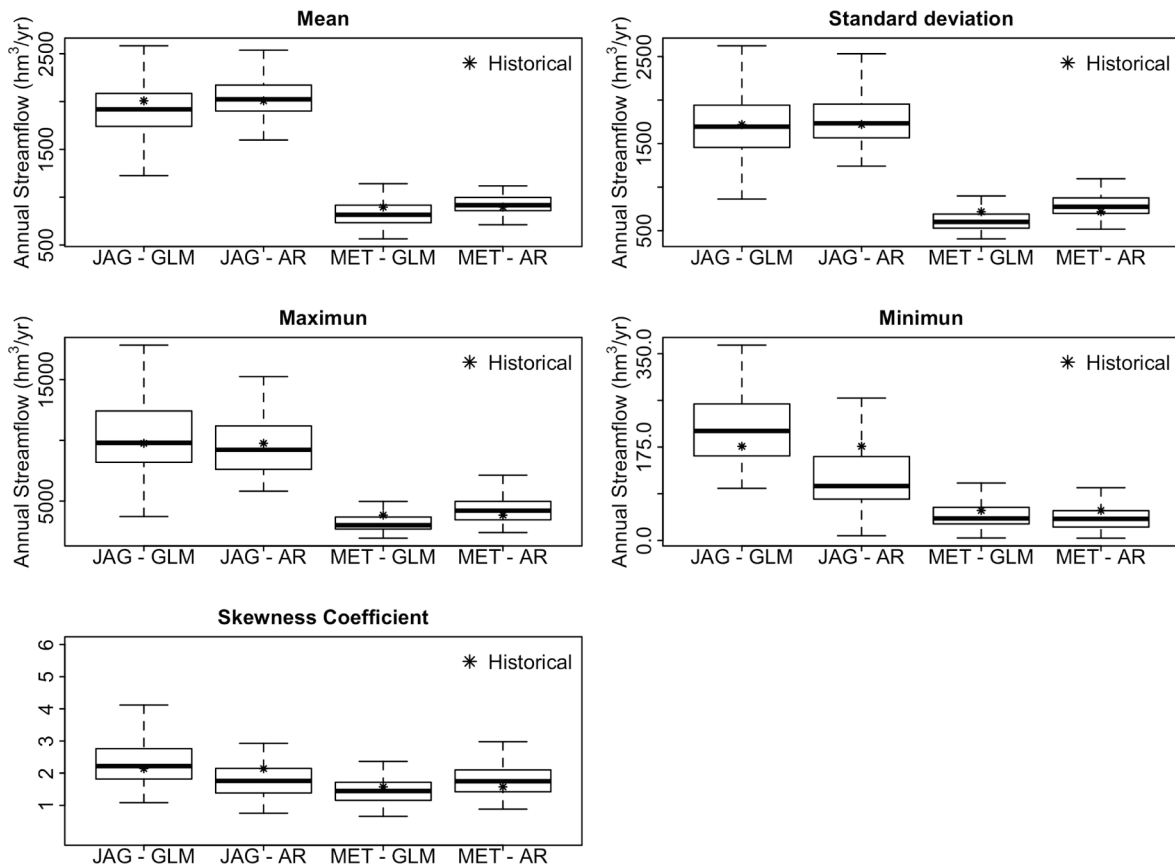 Mean
Annual Streamflow (hm³/yr)
2500
1500
500
* Historical
JAG - GLM JAG - AR MET - GLM MET - AR
Standard deviation
Annual Streamflow (hm³/yr)
2500
1500
500
* Historical
JAG - GLM JAG - AR MET - GLM MET - AR
Maximun
Annual Streamflow (hm³/yr)
15000
5000
* Historical
JAG - GLM JAG - AR MET - GLM MET - AR
Minimun
Annual Streamflow (hm³/yr)
350.0
175.0
0.0
* Historical
JAG - GLM JAG - AR MET - GLM MET - AR
Skewness Coefficient
6
5
4
3
2
1
* Historical
JAG - GLM JAG - AR MET - GLM MET - AR